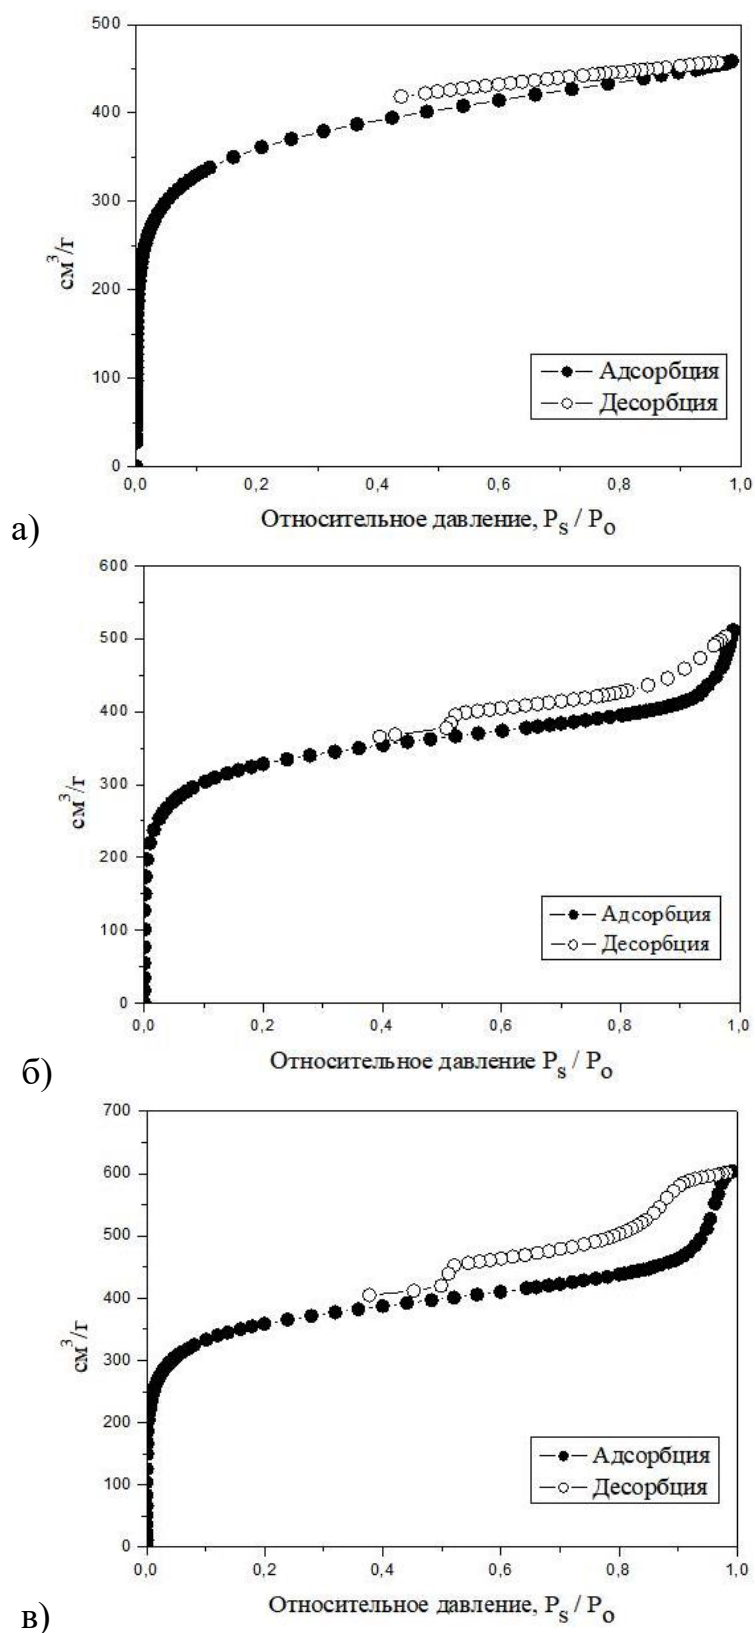 500
400
300
200
100
0
см³/г
Адсорбция
Десорбция
0,0 0,2 0,4 0,6 0,8 1,0
Относительное давление, Pₛ / Pₒ
а)
600
500
400
300
200
100
0
см³/г
Адсорбция
Десорбция
0,0 0,2 0,4 0,6 0,8 1,0
Относительное давление Pₛ / Pₒ
б)
700
600
500
400
300
200
100
0
см³/г
Адсорбция
Десорбция
0,0 0,2 0,4 0,6 0,8 1,0
Относительное давление, Pₛ / Pₒ
в)